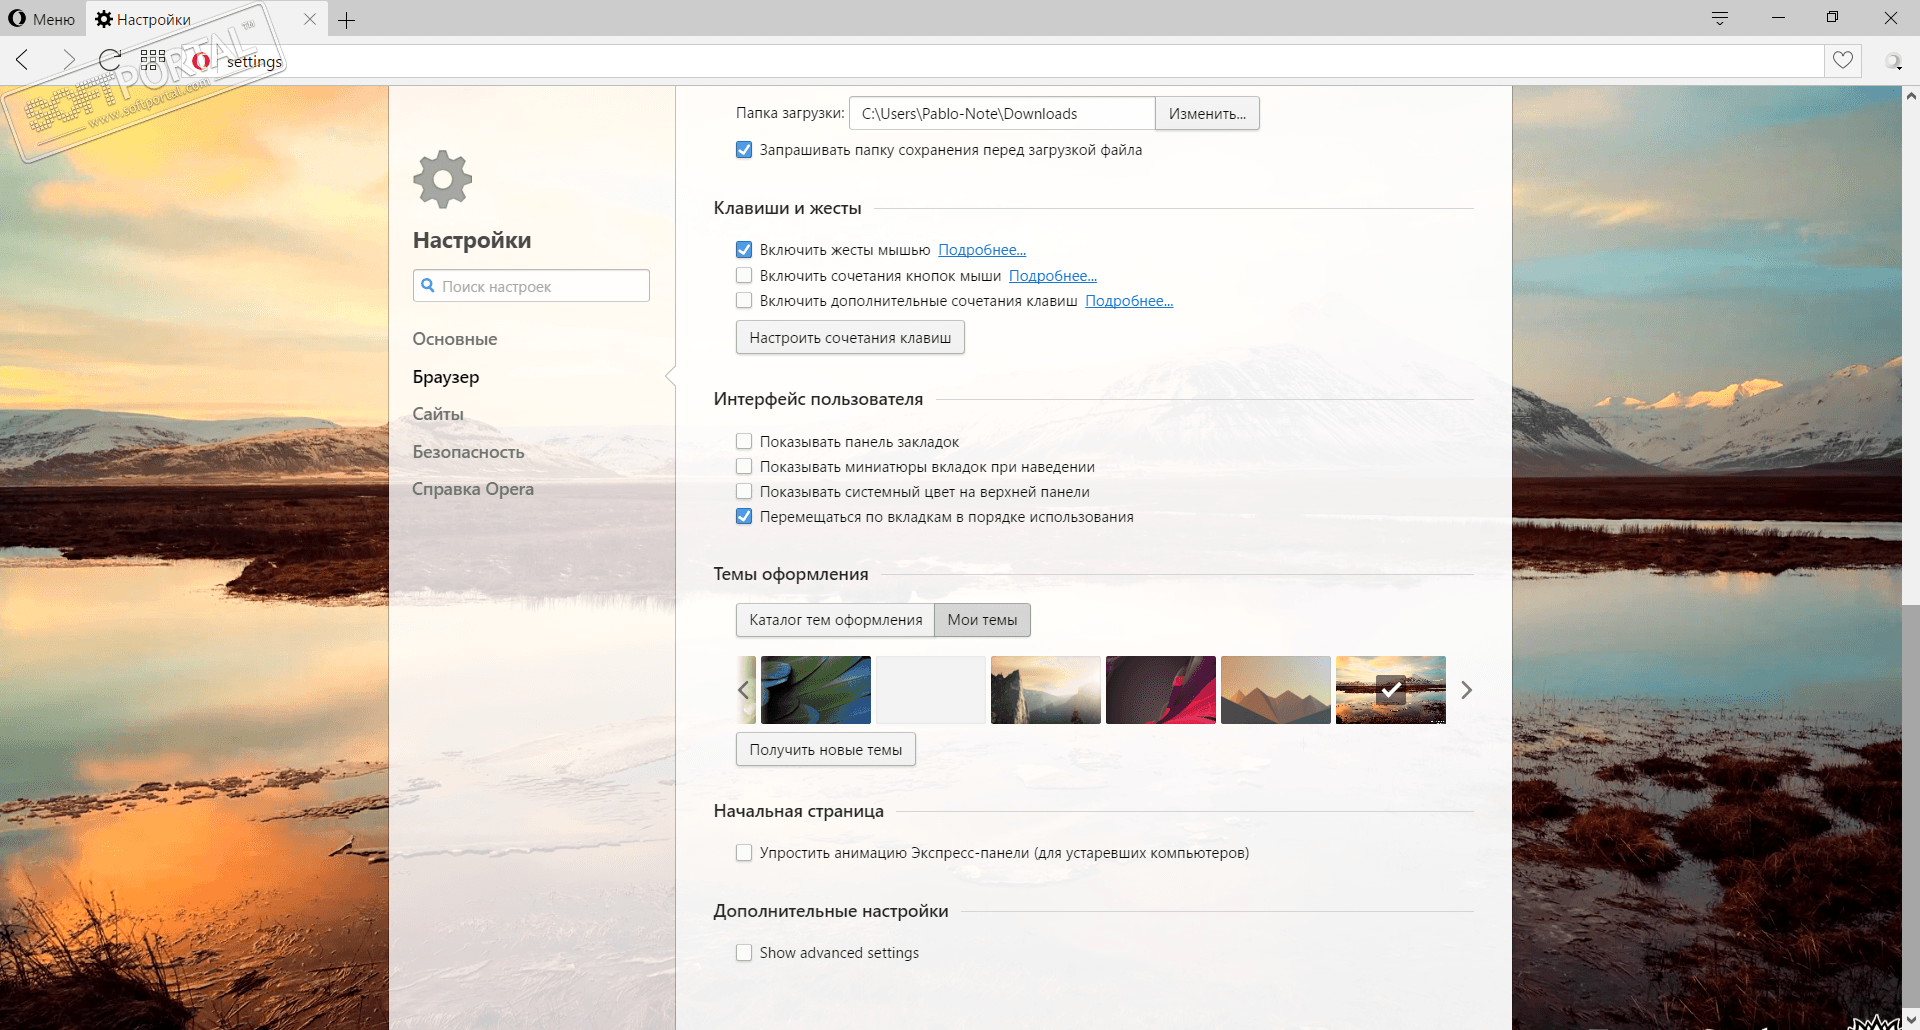 Меню
Настройки
SOFTPORTAL™
www.softportal.com
settings
Папка загрузки:
C:\Users\Pablo-Note\Downloads
Изменить...
Запрашивать папку сохранения перед загрузкой файла
Настройки
Поиск настроек
Основные
Браузер
Сайты
Безопасность
Справка Opera
Клавиши и жесты
Включить жесты мышью Подробнее...
Включить сочетания кнопок мыши Подробнее...
Включить дополнительные сочетания клавиш Подробнее...
Настроить сочетания клавиш
Интерфейс пользователя
Показывать панель закладок
Показывать миниатюры вкладок при наведении
Показывать системный цвет на верхней панели
Перемещаться по вкладкам в порядке использования
Темы оформления
Каталог тем оформления
Мои темы
Получить новые темы
Начальная страница
Упростить анимацию Экспресс-панели (для устаревших компьютеров)
Дополнительные настройки
Show advanced settings